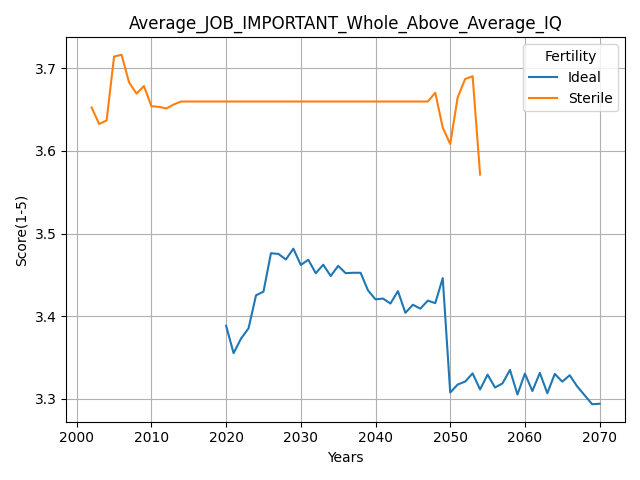 Average_JOB_IMPORTANT_Whole_Above_Average_IQ
Fertility
Ideal
Sterile
Score(1-5)
3.7
3.6
3.5
3.4
3.3
2000 2010 2020 2030 2040 2050 2060 2070
Years